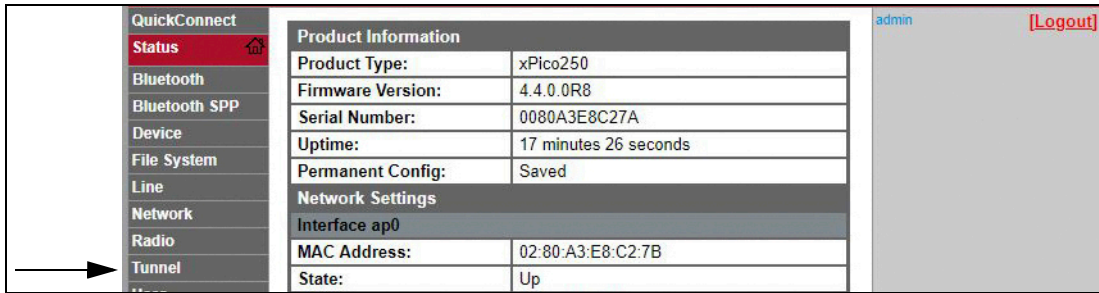 QuickConnect
Status
Bluetooth
Bluetooth SPP
Device
File System
Line
Network
Radio
Tunnel
Product Information
Product Type: xPico250
Firmware Version: 4.4.0.0R8
Serial Number: 0080A3E8C27A
Uptime: 17 minutes 26 seconds
Permanent Config: Saved
Network Settings
Interface ap0
MAC Address: 02:80:A3:E8:C2:7B
State: Up
admin [Logout]